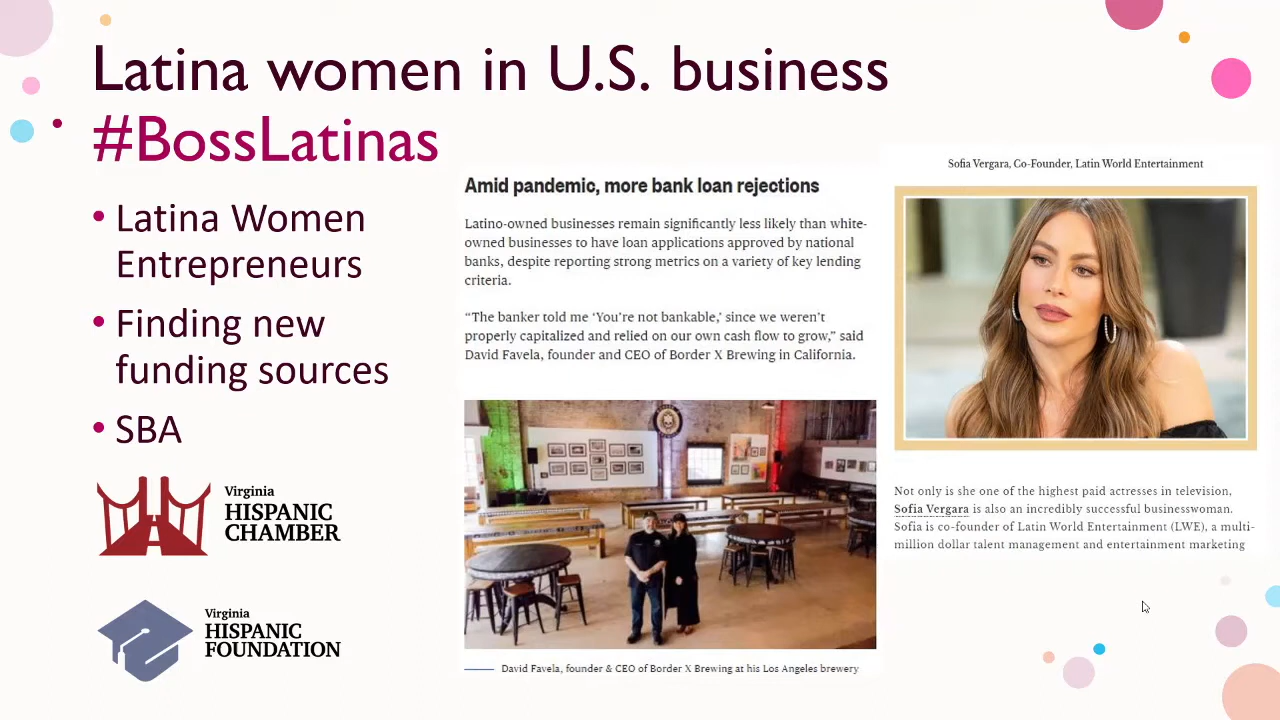 Latina women in U.S. business
#BossLatinas
• Latina Women
Entrepreneurs
• Finding new
funding sources
• SBA
Virginia
HISPANIC
CHAMBER
Virginia
HISPANIC
FOUNDATION
Amid pandemic, more bank loan rejections
Latino-owned businesses remain significantly less likely than white-
owned businesses to have loan applications approved by national
banks, despite reporting strong metrics on a variety of key lending
criteria.
“The banker told me ‘You’re not bankable,’ since we weren’t
properly capitalized and relied on our own cash flow to grow,” said
David Favela, founder and CEO of Border X Brewing in California.
David Favela, founder & CEO of Border X Brewing at his Los Angeles brewery
Sofia Vergara, Co-Founder, Latin World Entertainment
Not only is she one of the highest paid actresses in television,
Sofia Vergara is also an incredibly successful businesswoman.
Sofia is co-founder of Latin World Entertainment (LWE), a multi-
million dollar talent management and entertainment marketing